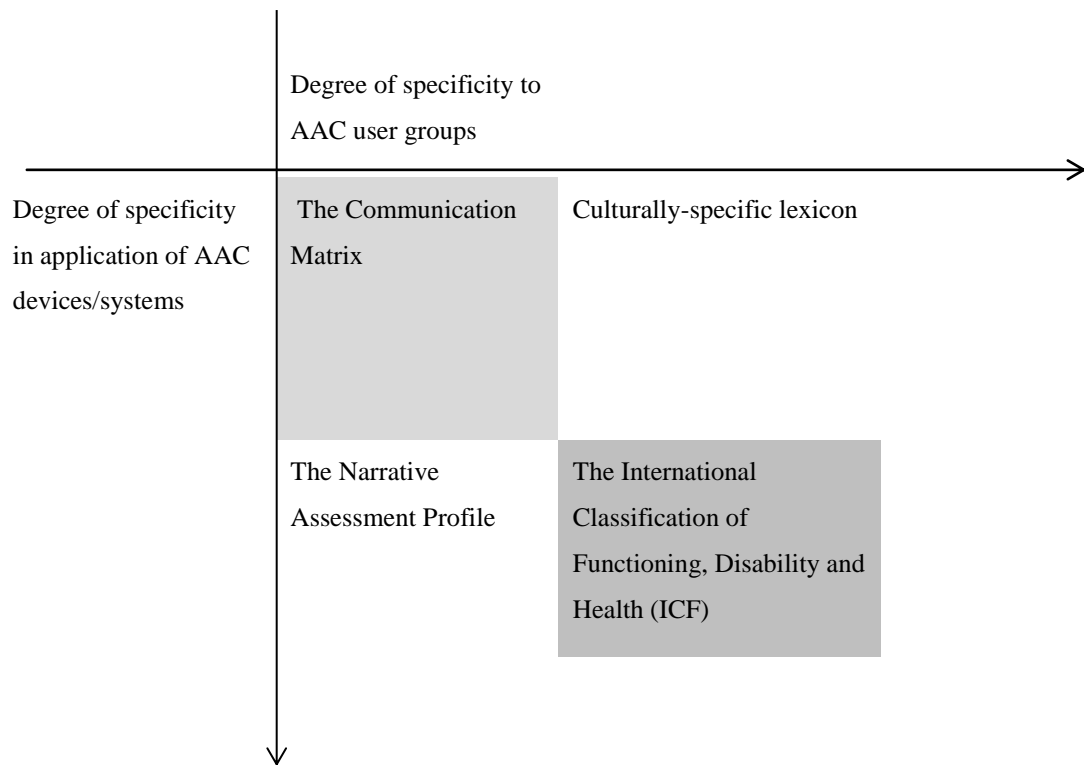 Degree of specificity to
AAC user groups
Degree of specificity
in application of AAC
devices/systems
The Communication
Matrix
Culturally-specific lexicon
The Narrative
Assessment Profile
The International
Classification of
Functioning, Disability and
Health (ICF)